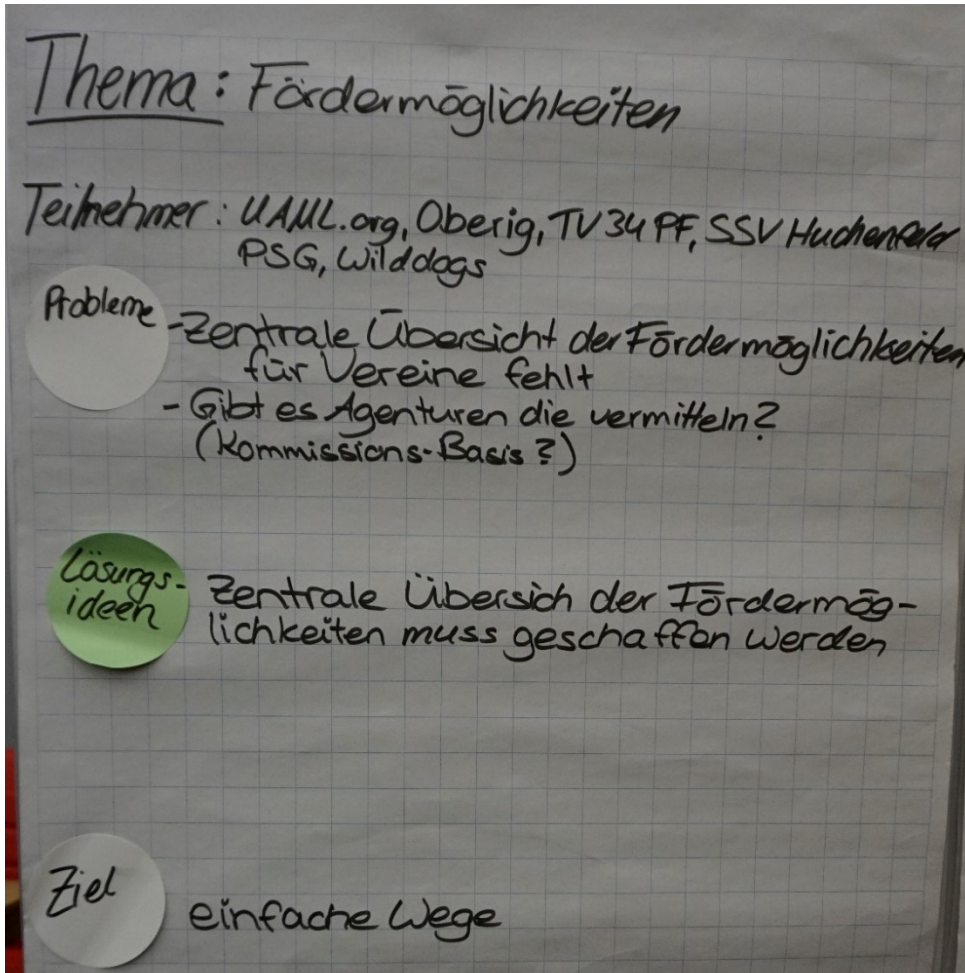 Thema: Fördermöglichkeiten
Teilnehmer: UAML.org, Oberig, TV34 PF, SSV Huchenfeld
PSG, Wilddogs
Probleme
-Zentrale Übersicht der Fördermöglichkeiten
für Vereine fehlt
- Gibt es Agenturen die vermitteln?
(Kommissions-Basis?)
Lösungs-
ideen
Zentrale Übersich der Fördermög-
lichkeiten muss geschaffen werden
Ziel
einfache Wege